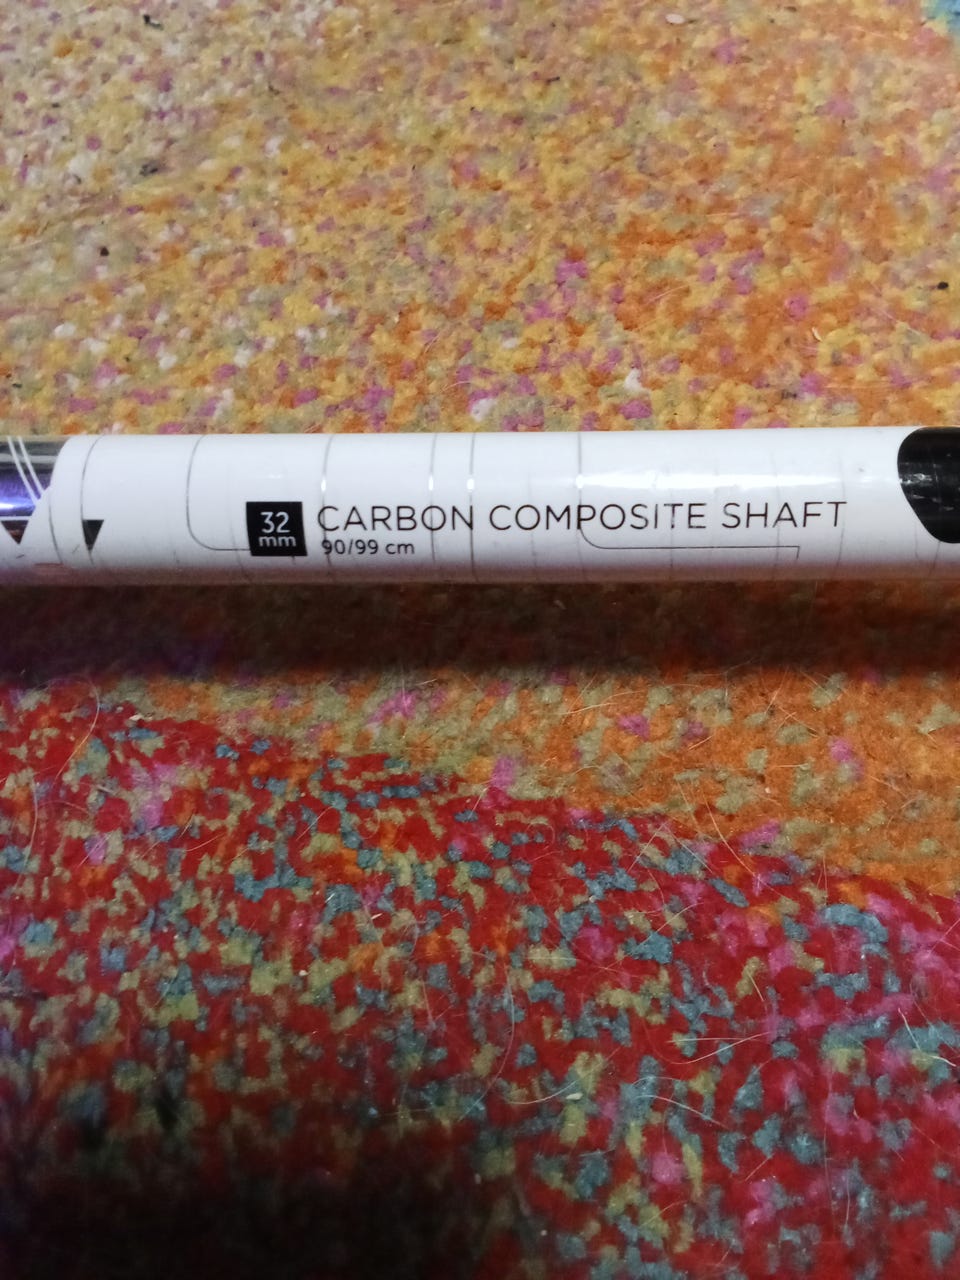 32
mm
CARBON COMPOSITE SHAFT
90/99 cm